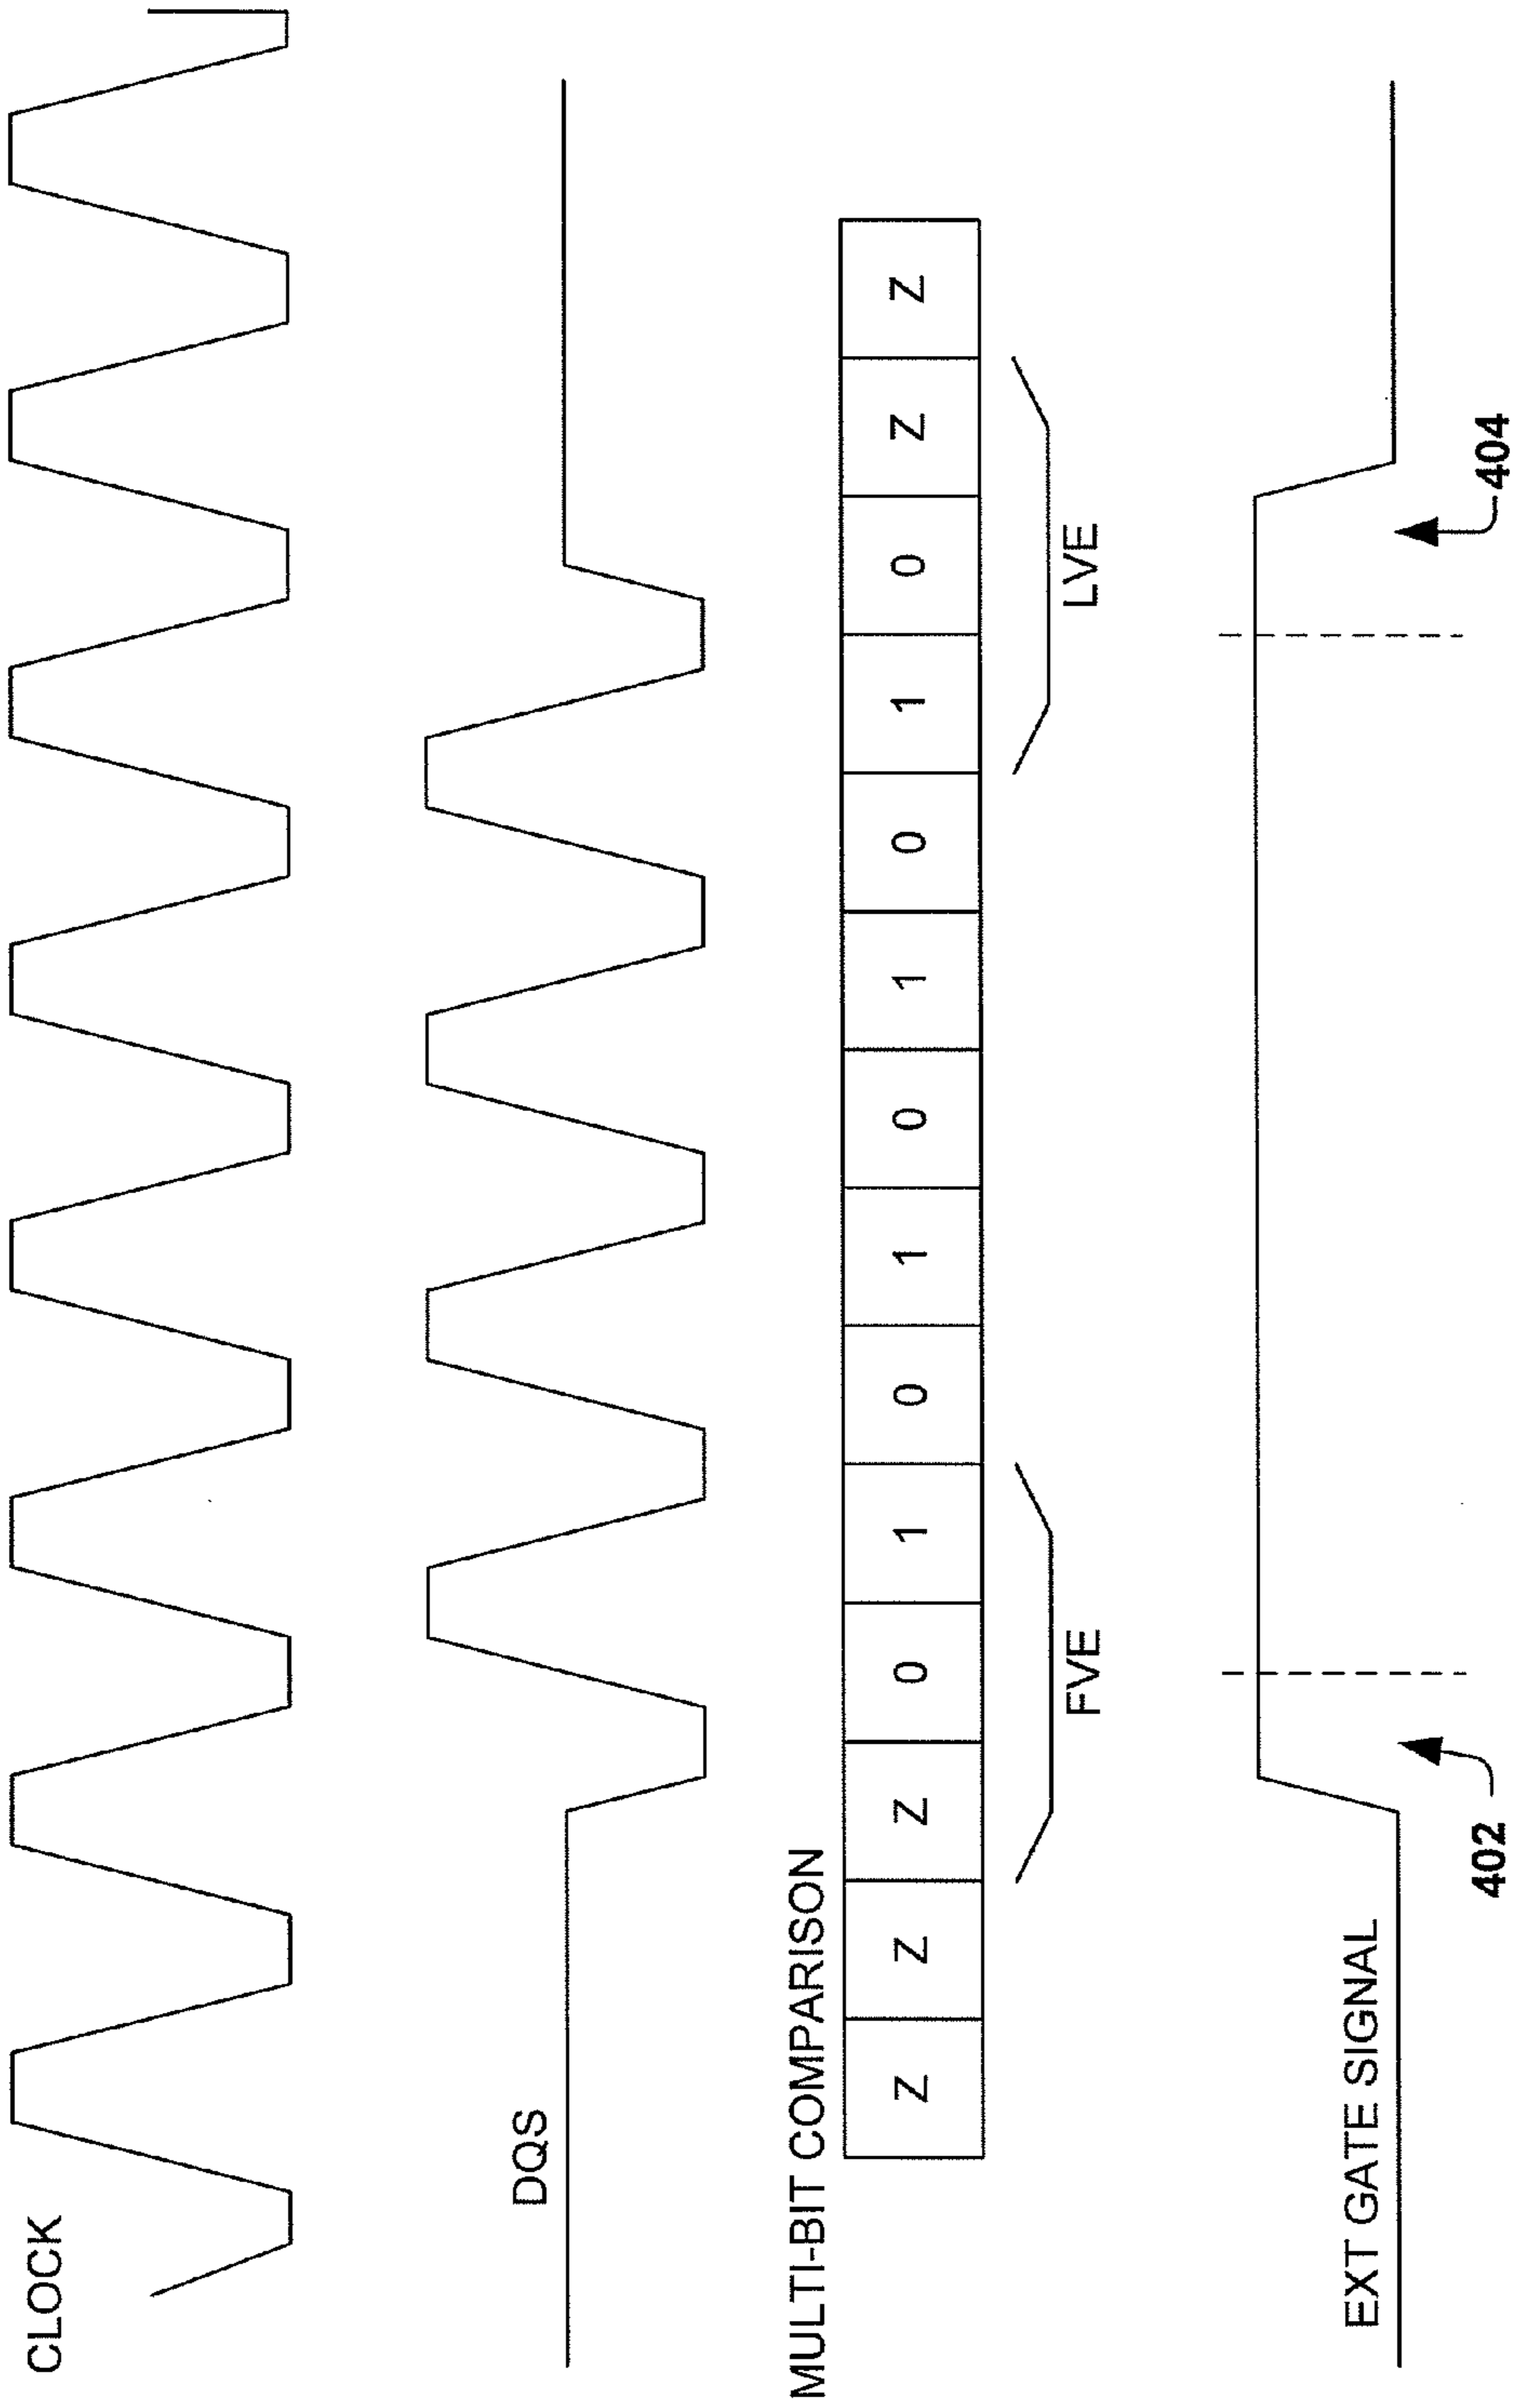 CLOCK
DQS
MULTI-BIT COMPARISON
Z Z Z 0 1 0 1 0 1 0 1 0 Z Z
FVE LVE
EXT GATE SIGNAL
402 404